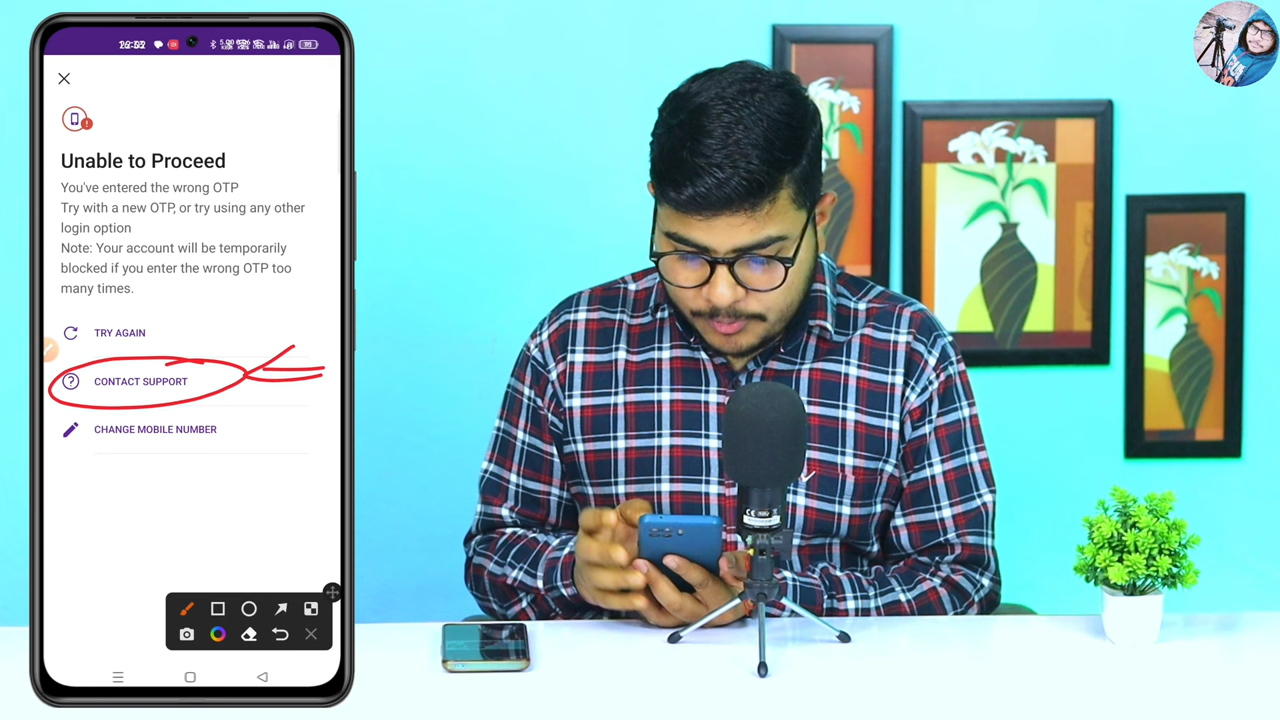 Unable to Proceed
You've entered the wrong OTP
Try with a new OTP, or try using any other
login option
Note: Your account will be temporarily
blocked if you enter the wrong OTP too
many times.
TRY AGAIN
CONTACT SUPPORT
CHANGE MOBILE NUMBER